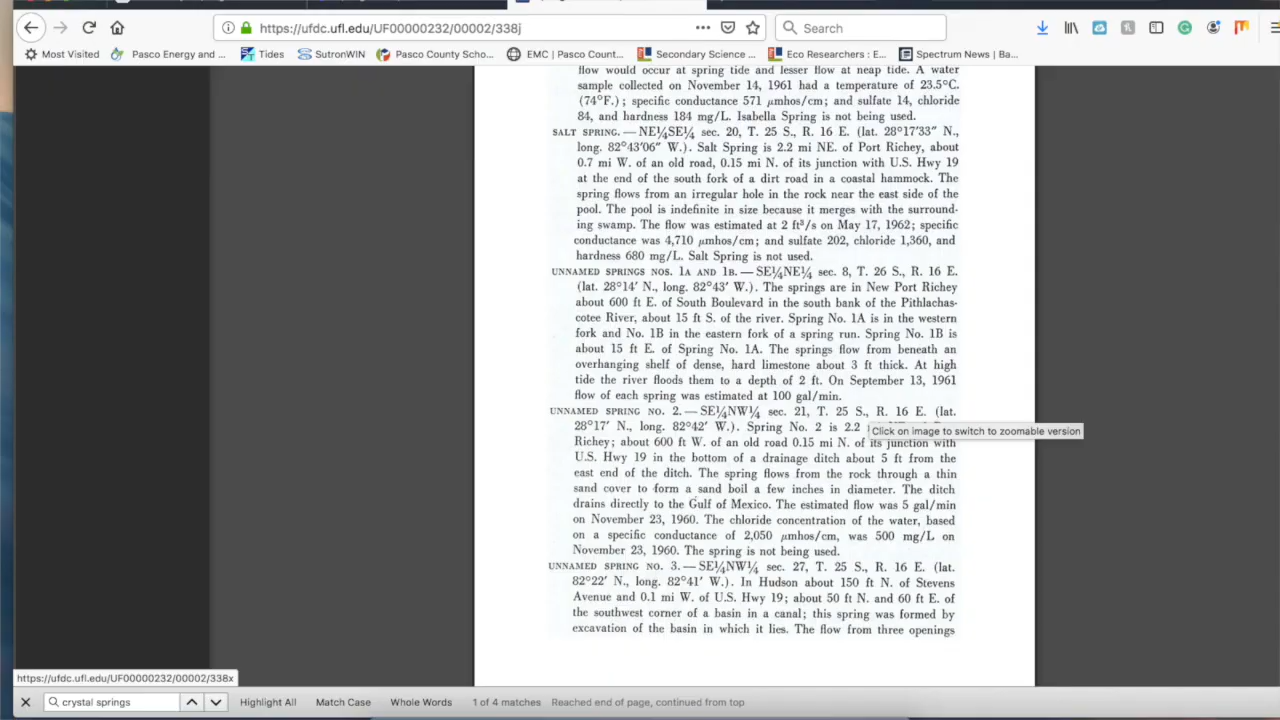 https://ufdc.ufl.edu/UF00000232/00002/338j
Search
Most Visited Pasco Energy and ... Tides SutronWIN Pasco County Scho... EMC | Pasco Count... Secondary Science ... Eco Researchers : E... Spectrum News | Ba...
flow would occur at spring tide and lesser flow at neap tide. A water
sample collected on November 14, 1961 had a temperature of 23.5°C.
(74°F.); specific conductance 571 μmhos/cm; and sulfate 14, chloride
84, and hardness 184 mg/L. Isabella Spring is not being used.
SALT SPRING.—NE¼SE¼ sec. 20, T. 25 S., R. 16 E. (lat. 28°17′33″ N.,
long. 82°43′06″ W.). Salt Spring is 2.2 mi NE. of Port Richey, about
0.7 mi W. of an old road, 0.15 mi N. of its junction with U.S. Hwy 19
at the end of the south fork of a dirt road in a coastal hammock. The
spring flows from an irregular hole in the rock near the east side of the
pool. The pool is indefinite in size because it merges with the surround-
ing swamp. The flow was estimated at 2 ft³/s on May 17, 1962; specific
conductance was 4,710 μmhos/cm; and sulfate 202, chloride 1,360, and
hardness 680 mg/L. Salt Spring is not used.
UNNAMED SPRINGS NOS. 1A AND 1B.—SE¼NE¼ sec. 8, T. 26 S., R. 16 E.
(lat. 28°14′ N., long. 82°43′ W.). The springs are in New Port Richey
about 600 ft E. of South Boulevard in the south bank of the Pithlachas-
cotee River, about 15 ft S. of the river. Spring No. 1A is in the western
fork and No. 1B in the eastern fork of a spring run. Spring No. 1B is
about 15 ft E. of Spring No. 1A. The springs flow from beneath an
overhanging shelf of dense, hard limestone about 3 ft thick. At high
tide the river floods them to a depth of 2 ft. On September 13, 1961
flow of each spring was estimated at 100 gal/min.
UNNAMED SPRING NO. 2.—SE¼NW¼ sec. 21, T. 25 S., R. 16 E. (lat.
28°17′ N., long. 82°42′ W.). Spring No. 2 is 2.2
Click on image to switch to zoomable version
Richey; about 600 ft W. of an old road 0.15 mi N. of its junction with
U.S. Hwy 19 in the bottom of a drainage ditch about 5 ft from the
east end of the ditch. The spring flows from the rock through a thin
sand cover to form a sand boil a few inches in diameter. The ditch
drains directly to the Gulf of Mexico. The estimated flow was 5 gal/min
on November 23, 1960. The chloride concentration of the water, based
on a specific conductance of 2,050 μmhos/cm, was 500 mg/L on
November 23, 1960. The spring is not being used.
UNNAMED SPRING NO. 3.—SE¼NW¼ sec. 27, T. 25 S., R. 16 E. (lat.
82°22′ N., long. 82°41′ W.). In Hudson about 150 ft N. of Stevens
Avenue and 0.1 mi W. of U.S. Hwy 19; about 50 ft N. and 60 ft E. of
the southwest corner of a basin in a canal; this spring was formed by
excavation of the basin in which it lies. The flow from three openings
https://ufdc.ufl.edu/UF00000232/00002/338x
crystal springs Highlight All Match Case Whole Words 1 of 4 matches Reached end of page, continued from top